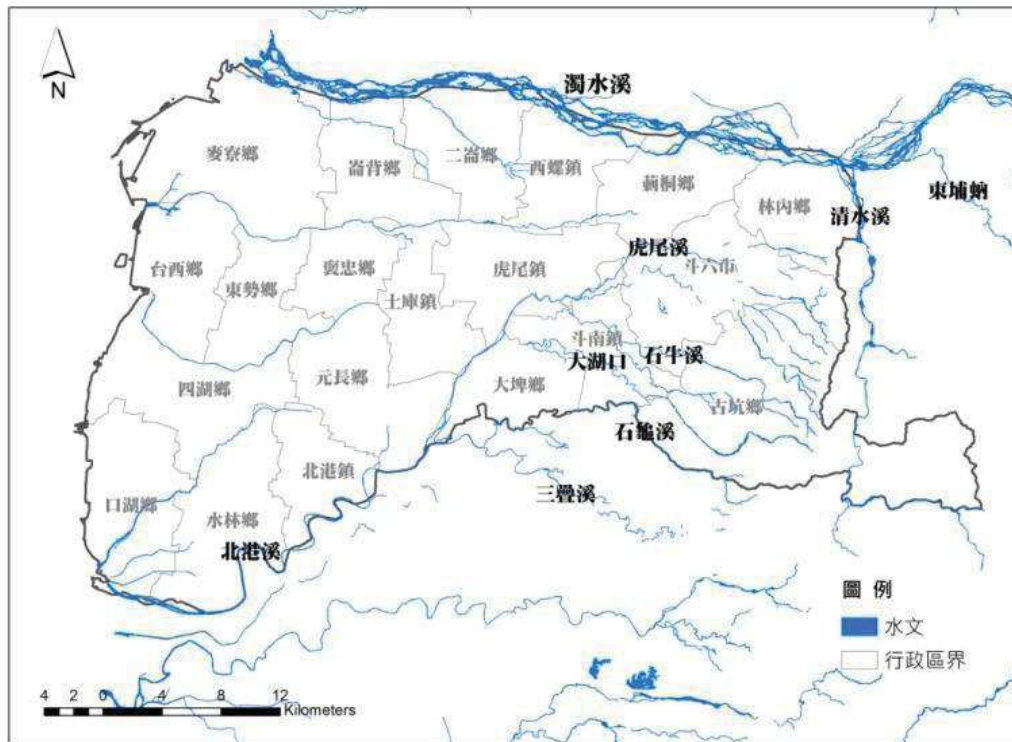 濁水溪
麥寮鄉
崙背鄉
二崙鄉
西螺鎮
莿桐鄉
林內鄉
清水溪
東埔蚋
N
台西鄉
東勢鄉
褒忠鄉
土庫鎮
虎尾鎮
虎尾溪
斗六市
四湖鄉
元長鄉
大埤鄉
斗南鎮
大湖口
石牛溪
古坑鄉
石龜溪
口湖鄉
水林鄉
北港鎮
北港溪
三疊溪
圖例
水文
行政區界
4 2 0 4 8 12
Kilometers